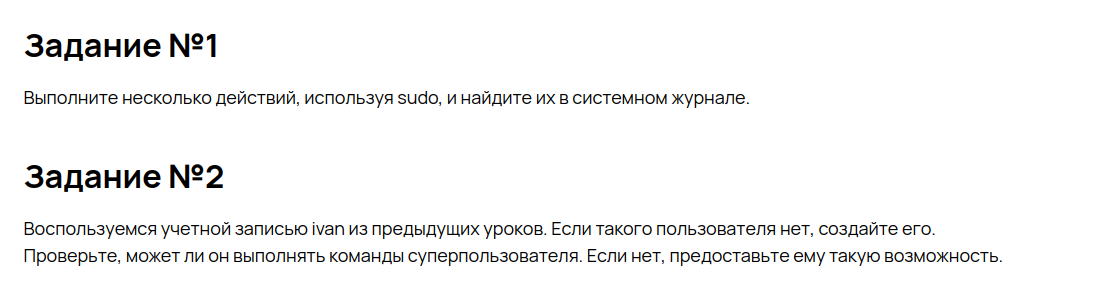 Задание №1
Выполните несколько действий, используя sudo, и найдите их в системном журнале.
Задание №2
Воспользуемся учетной записью ivan из предыдущих уроков. Если такого пользователя нет, создайте его.
Проверьте, может ли он выполнять команды суперпользователя. Если нет, предоставьте ему такую возможность.